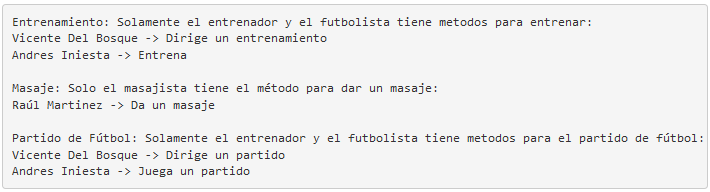 Entrenamiento: Solamente el entrenador y el futbolista tiene metodos para entrenar:
Vicente Del Bosque -> Dirige un entrenamiento
Andres Iniesta -> Entrena
Masaje: Solo el masajista tiene el método para dar un masaje:
Raúl Martinez -> Da un masaje
Partido de Fútbol: Solamente el entrenador y el futbolista tiene metodos para el partido de fútbol:
Vicente Del Bosque -> Dirige un partido
Andres Iniesta -> Juega un partido